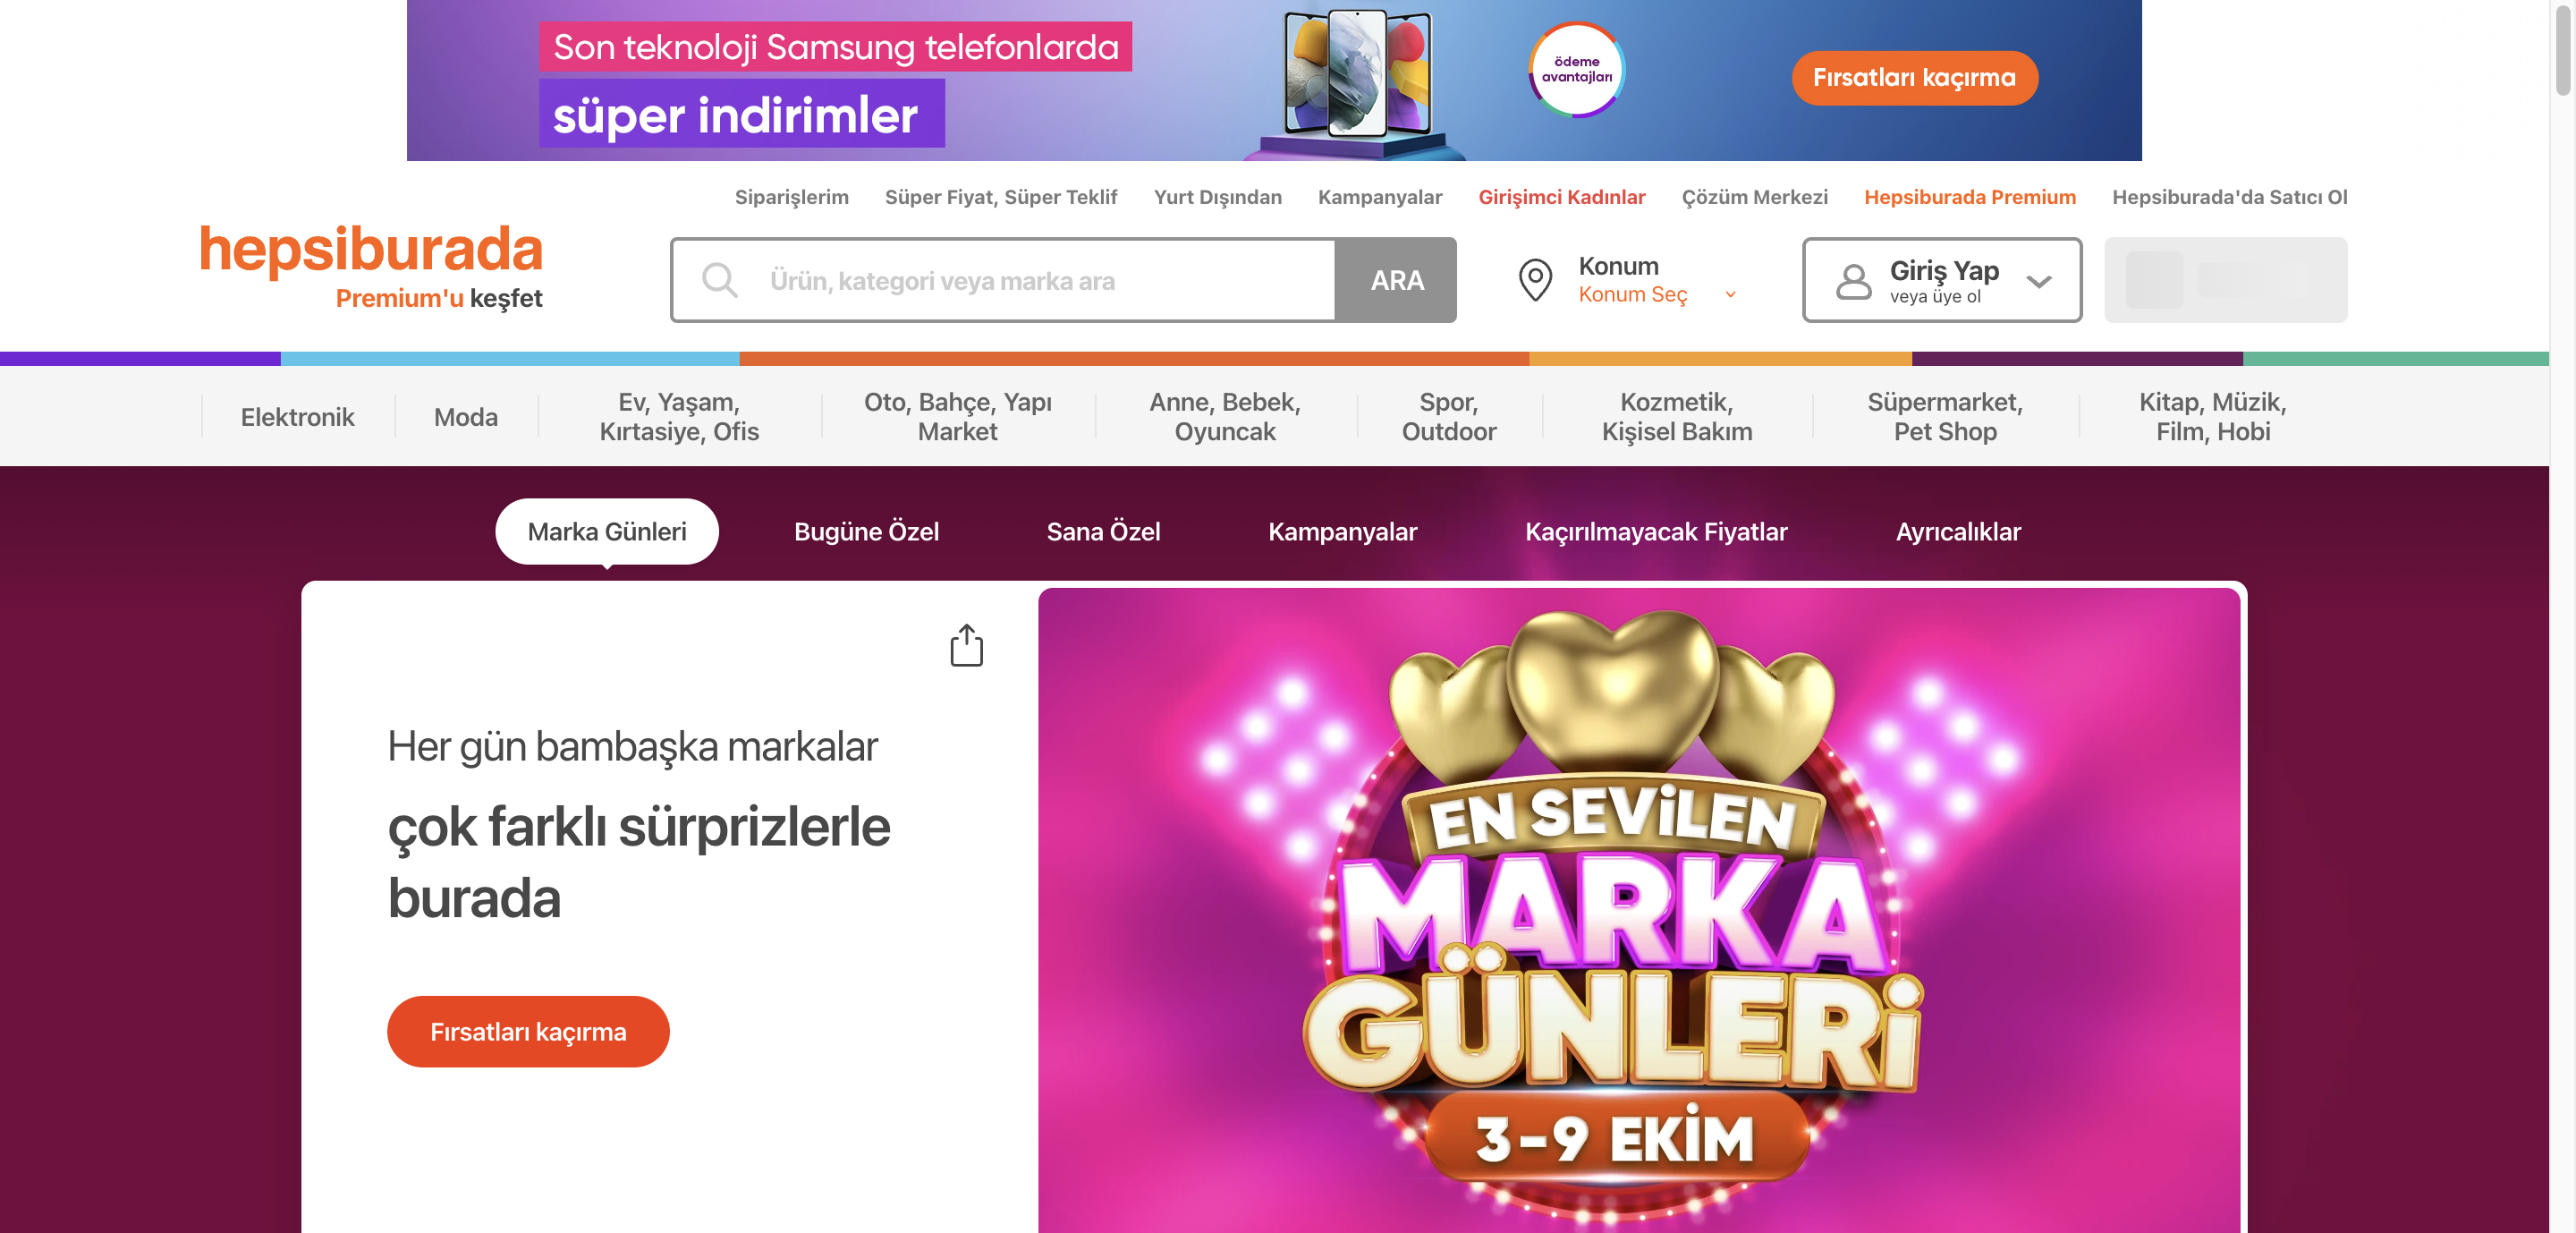 Son teknoloji Samsung telefonlarda
süper indirimler
ödeme
avantajları
Fırsatları kaçırma
Siparişlerim Süper Fiyat, Süper Teklif Yurt Dışından Kampanyalar Girişimci Kadınlar Çözüm Merkezi Hepsiburada Premium Hepsiburada'da Satıcı Ol
hepsiburada
Premium'u keşfet
Ürün, kategori veya marka ara
ARA
Konum
Konum Seç
Giriş Yap
veya üye ol
Elektronik
Moda
Ev, Yaşam,
Kırtasiye, Ofis
Oto, Bahçe, Yapı
Market
Anne, Bebek,
Oyuncak
Spor,
Outdoor
Kozmetik,
Kişisel Bakım
Süpermarket,
Pet Shop
Kitap, Müzik,
Film, Hobi
Marka Günleri Bugüne Özel Sana Özel Kampanyalar Kaçırılmayacak Fiyatlar Ayrıcalıklar
Her gün bambaşka markalar
çok farklı sürprizlerle
burada
Fırsatları kaçırma
EN SEViLEN
MARKA
GÜNLERi
3-9 EKİM